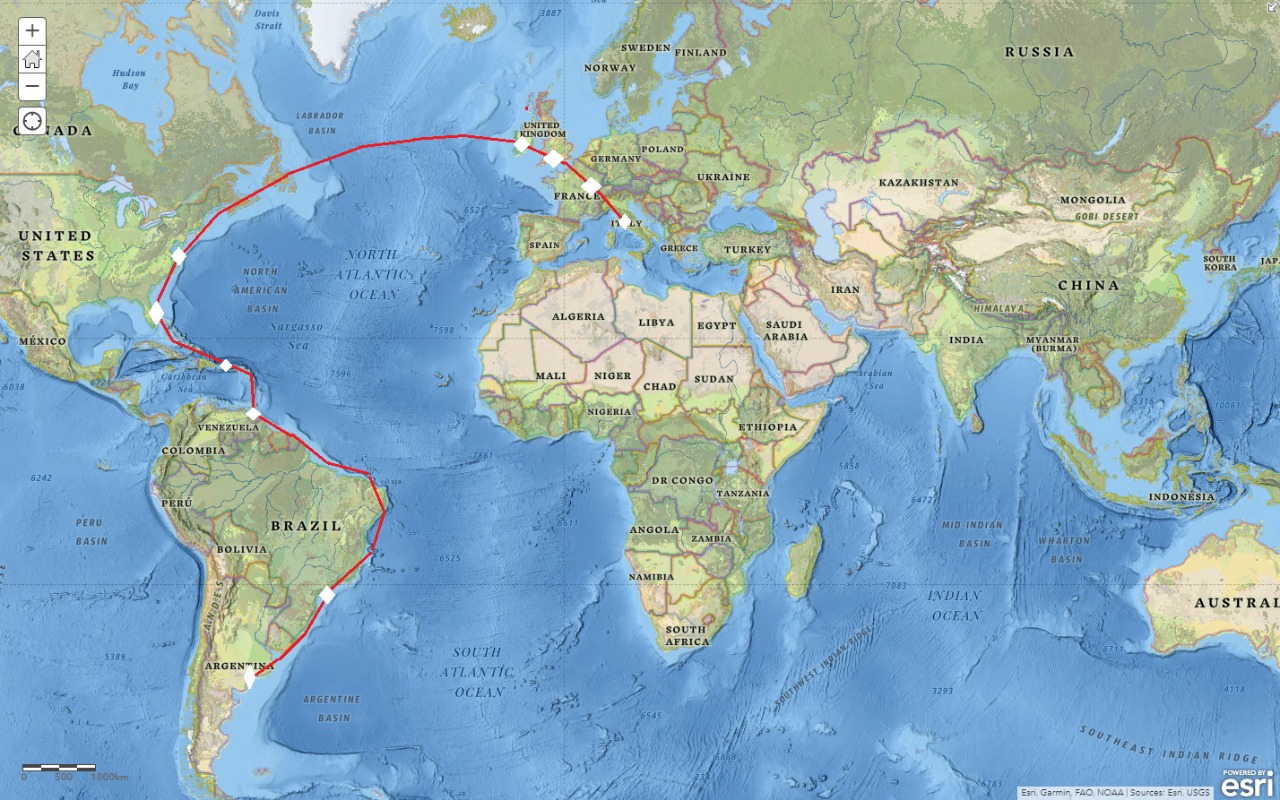 Davis
Strait
3887
Sea
SWEDEN
FINLAND
NORWAY
RUSSIA
Hudson
Bay
CANADA
LABRADOR
BASIN
UNITED
KINGDOM
POLAND
GERMANY
UKRAINE
FRANCE
KAZAKHSTAN
MONGOLIA
GOBI DESERT
UNITED
STATES
6521
ITALY
SPAIN
GREECE
TURKEY
SOUTH
KOREA
JAP
NORTH
ATLANTIC
OCEAN
NORTH
AMERICAN
BASIN
Sargasso
Sea
IRAN
CHINA
HIMALAYA
ALGERIA
LIBYA
EGYPT
SAUDI
ARABIA
7598
MÉXICO
INDIA
MYANMAR
(BURMA)
7596
6038
6721
Caribbean
Sea
MALI
NIGER
CHAD
SUDAN
Arabian
Sea
5316
10061
NIGERIA
ETHIOPIA
VENEZUELA
COLOMBIA
7861
5858
6242
DR CONGO
TANZANIA
6472
INDONESIA
PERÚ
PERU
BASIN
BRAZIL
6611
ANGOLA
ZAMBIA
MID-INDIAN
BASIN
WHARTON
BASIN
BOLIVIA
6525
NAMIBIA
7083
INDIAN
OCEAN
ANDES
AUSTRAL
SOUTH
AFRICA
5389
SOUTH
ATLANTIC
OCEAN
SOUTHWEST INDIAN RIDGE
6711
ARGENTINA
ARGENTINE
BASIN
3293
4118
6545
SOUTHEAST INDIAN RIDGE
0 500 1000km
6783
POWERED BY
esri
Esri, Garmin, FAO, NOAA | Sources: Esri, USGS